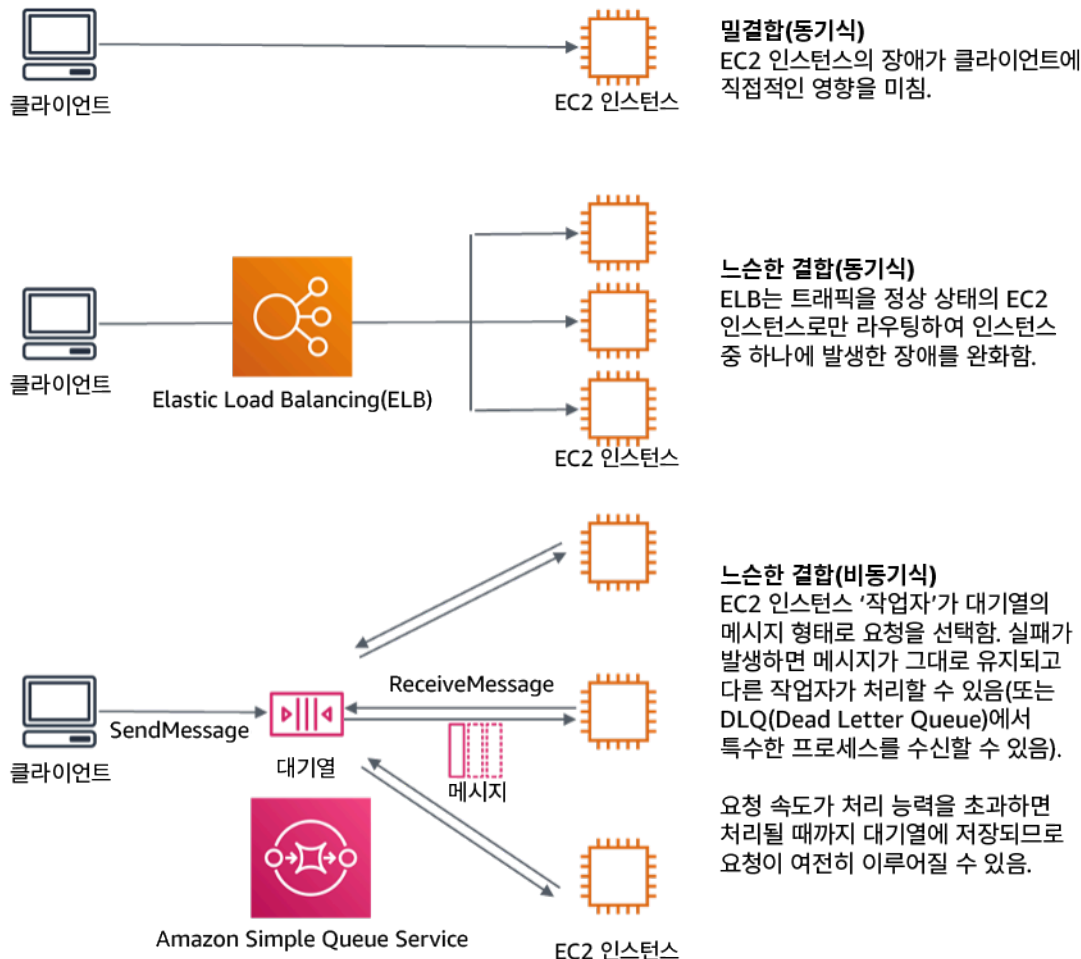 밀결합(동기식)
EC2 인스턴스의 장애가 클라이언트에
직접적인 영향을 미침.
클라이언트
EC2 인스턴스
느슨한 결합(동기식)
ELB는 트래픽을 정상 상태의 EC2
인스턴스로만 라우팅하여 인스턴스
중 하나에 발생한 장애를 완화함.
클라이언트
Elastic Load Balancing(ELB)
EC2 인스턴스
느슨한 결합(비동기식)
EC2 인스턴스 ‘작업자’가 대기열의
메시지 형태로 요청을 선택함. 실패가
발생하면 메시지가 그대로 유지되고
다른 작업자가 처리할 수 있음(또는
DLQ(Dead Letter Queue)에서
특수한 프로세스를 수신할 수 있음).
ReceiveMessage
SendMessage
클라이언트
대기열
메시지
요청 속도가 처리 능력을 초과하면
처리될 때까지 대기열에 저장되므로
요청이 여전히 이루어질 수 있음.
Amazon Simple Queue Service
EC2 인스턴스